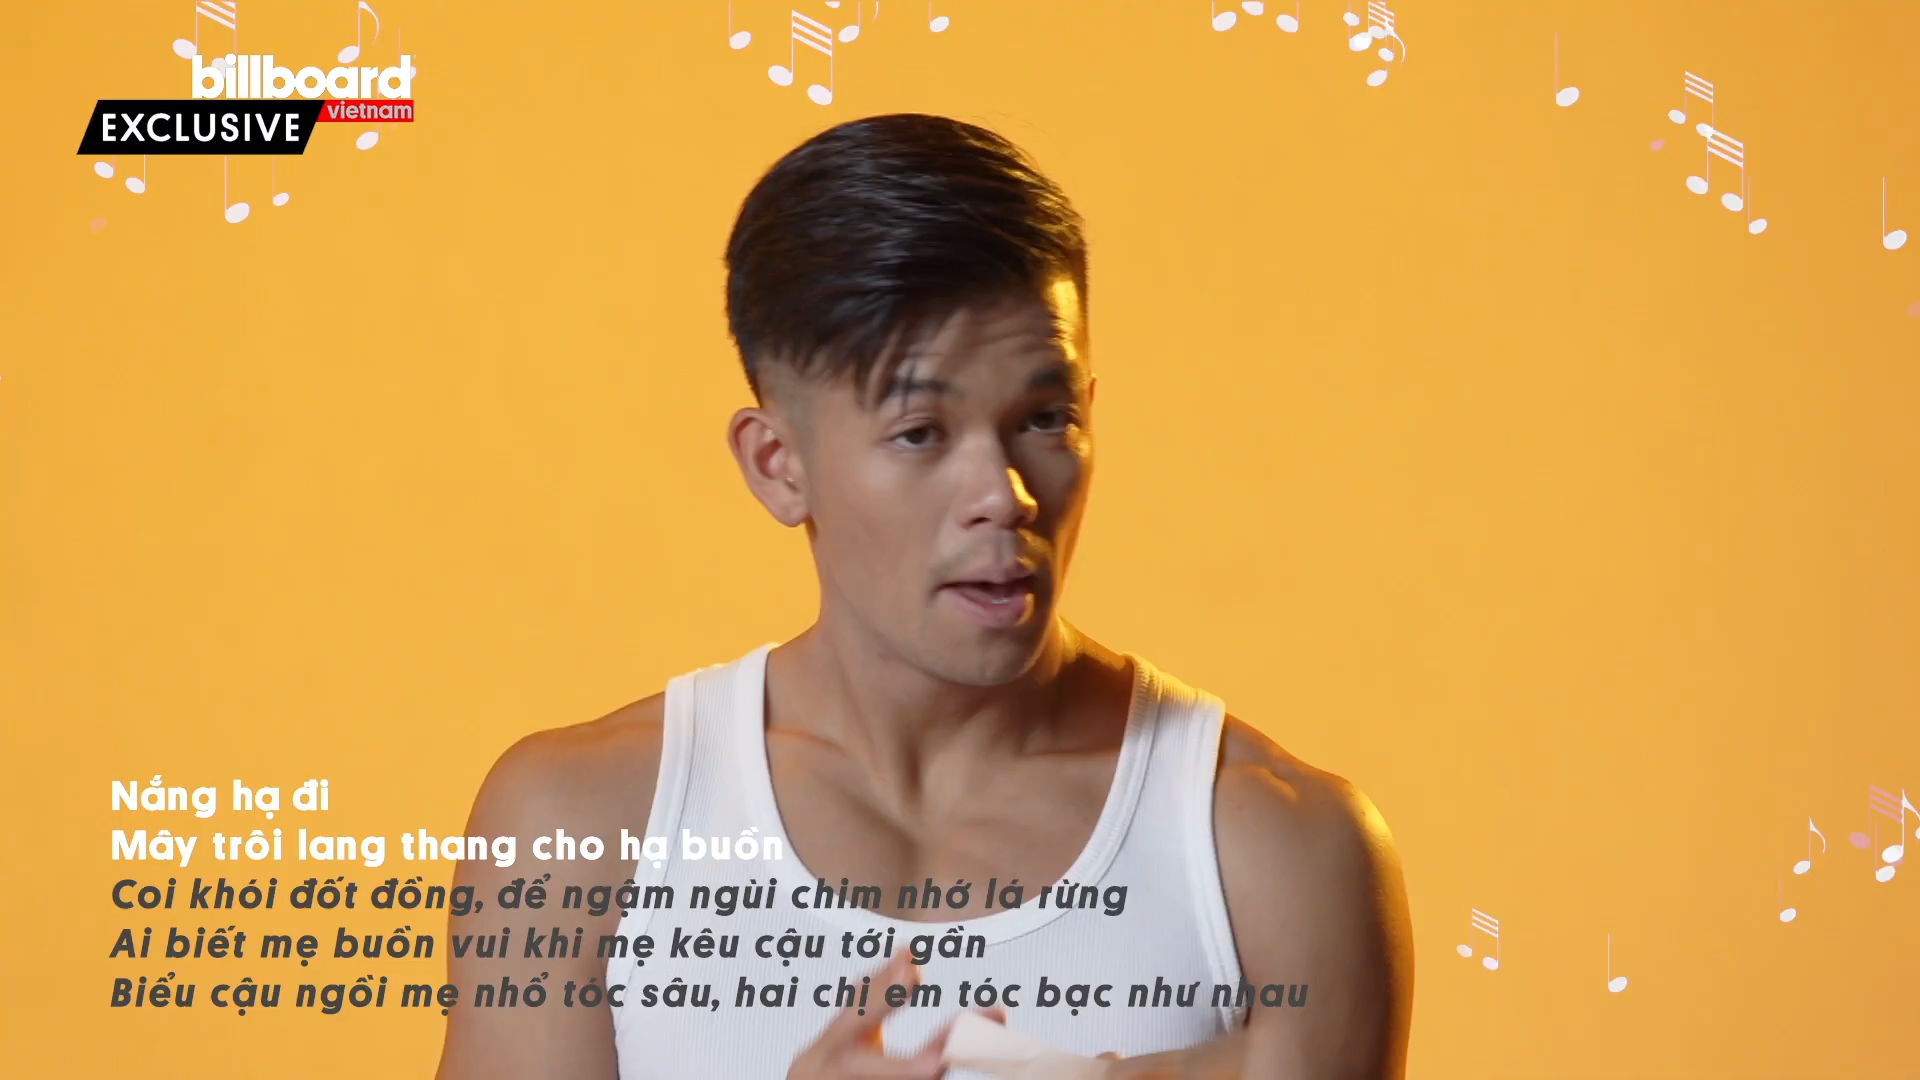 billboard
vietnam
EXCLUSIVE
Nắng hạ đi
Mây trôi lang thang cho hạ buồn
Coi khói đốt đồng, để ngậm ngùi chim nhớ lá rừng
Ai biết mẹ buồn vui khi mẹ kêu cậu tới gần
Biểu cậu ngồi mẹ nhổ tóc sâu, hai chị em tóc bạc như nhau